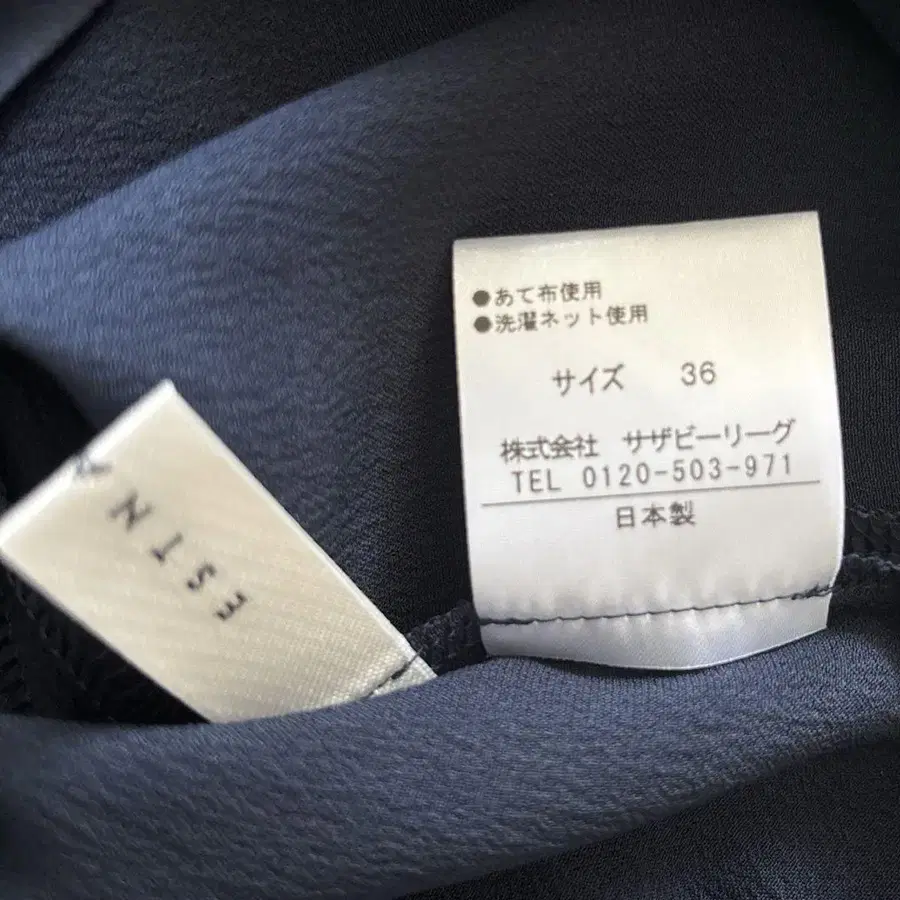 ●あて布使用
●洗濯ネット使用
サイズ 36
株式会社 サザビーリーグ
TEL 0120-503-971
日本製
ESTN